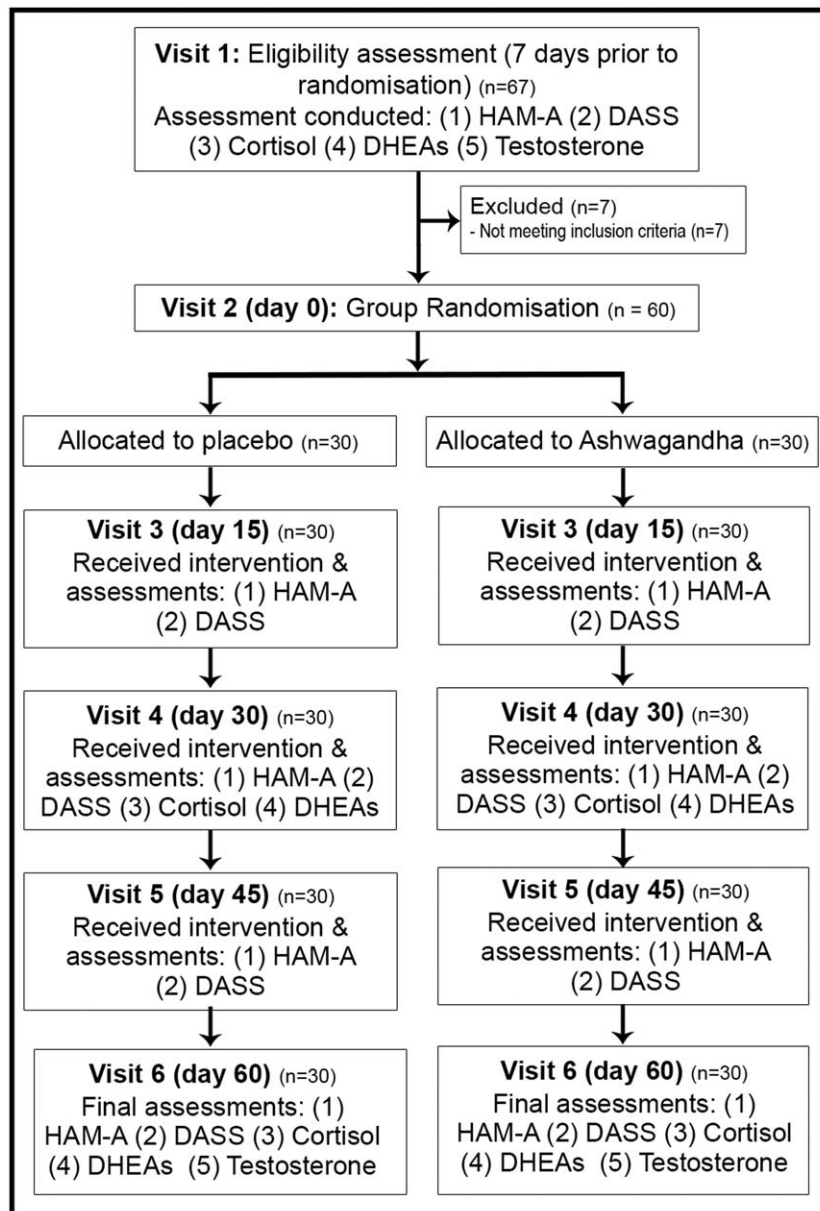 Visit 1: Eligibility assessment (7 days prior to
randomisation) (n=67)
Assessment conducted: (1) HAM-A (2) DASS
(3) Cortisol (4) DHEAs (5) Testosterone
Excluded (n=7)
- Not meeting inclusion criteria (n=7)
Visit 2 (day 0): Group Randomisation (n = 60)
Allocated to placebo (n=30)
Allocated to Ashwagandha (n=30)
Visit 3 (day 15) (n=30)
Received intervention &
assessments: (1) HAM-A
(2) DASS
Visit 3 (day 15) (n=30)
Received intervention &
assessments: (1) HAM-A
(2) DASS
Visit 4 (day 30) (n=30)
Received intervention &
assessments: (1) HAM-A (2)
DASS (3) Cortisol (4) DHEAs
Visit 4 (day 30) (n=30)
Received intervention &
assessments: (1) HAM-A (2)
DASS (3) Cortisol (4) DHEAs
Visit 5 (day 45) (n=30)
Received intervention &
assessments: (1) HAM-A
(2) DASS
Visit 5 (day 45) (n=30)
Received intervention &
assessments: (1) HAM-A
(2) DASS
Visit 6 (day 60) (n=30)
Final assessments: (1)
HAM-A (2) DASS (3) Cortisol
(4) DHEAs (5) Testosterone
Visit 6 (day 60) (n=30)
Final assessments: (1)
HAM-A (2) DASS (3) Cortisol
(4) DHEAs (5) Testosterone